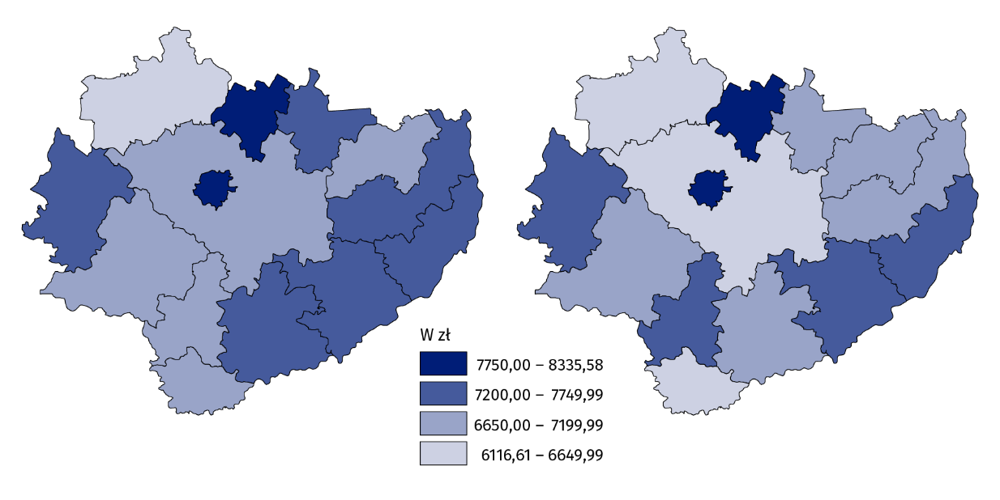 W zł
7750,00 – 8335,58
7200,00 – 7749,99
6650,00 – 7199,99
6116,61 – 6649,99